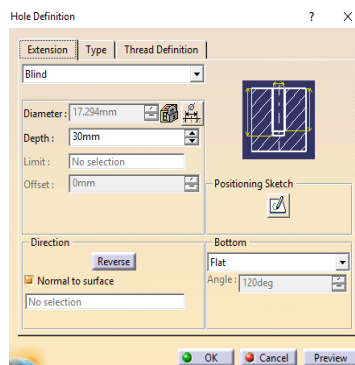 Hole Definition ? X
Extension Type Thread Definition
Blind
Diameter: 17.294mm
Depth: 30mm
Limit: No selection
Offset: 0mm
Positioning Sketch
Direction
Reverse
Normal to surface
No selection
Bottom
Flat
Angle: 120deg
OK Cancel Preview